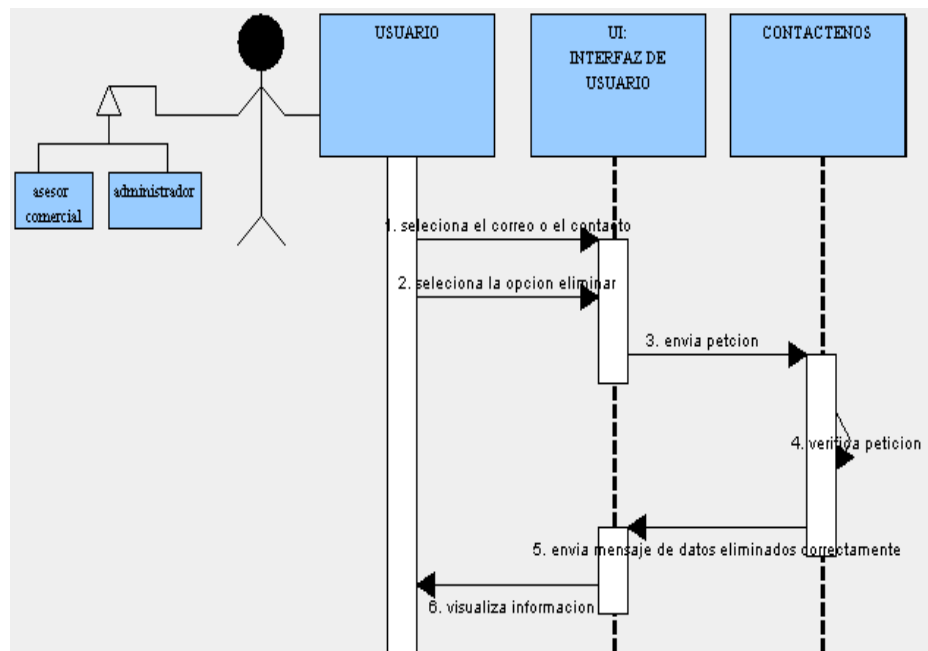 USUARIO
UI:
INTERFAZ DE
USUARIO
CONTACTENOS
asesor
comercial
administrador
1. seleciona el correo o el contacto
2. seleciona la opcion eliminar
3. envia petcion
4. verifica peticion
5. envia mensaje de datos eliminados correctamente
6. visualiza informacion